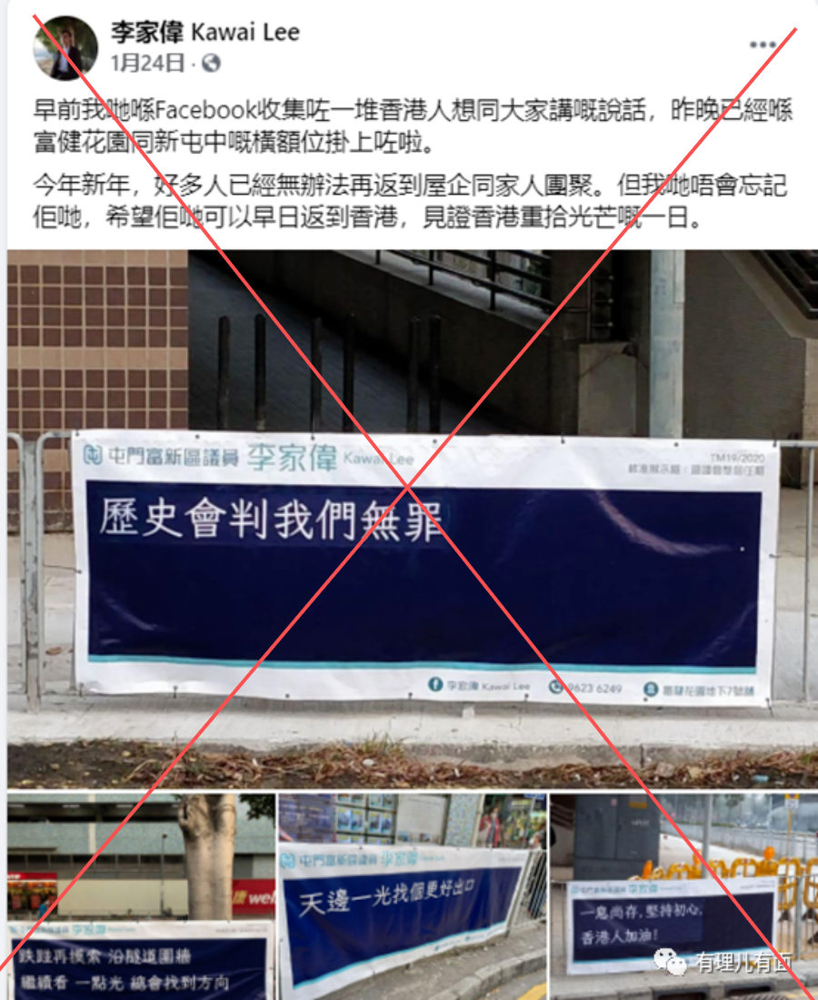 李家偉 Kawai Lee
1月24日
早前我哋喺Facebook收集咗一堆香港人想同大家講嘅說話，昨晚已經喺
富健花園同新屯中嘅橫額位掛上咗啦。
今年新年，好多人已經無辦法再返到屋企同家人團聚。但我哋唔會忘記
佢哋，希望佢哋可以早日返到香港，見證香港重拾光芒嘅一日。
屯門富新區議員 李家偉 Kawai Lee
TM19/2020
歷史會判我們無罪
李家偉 Kawai Lee
9623 6249
富健花園地下7號舖
屯門富新區議員 李家偉
跌跌再摸索 沿隧道圍牆
繼續看 一點光 總會找到方向
康 wel
屯門富新區議員 李家偉
天邊一光找個更好出口
屯門富新區議員 李家偉
一息尚存,堅持初心,
香港人加油!
有理儿有面